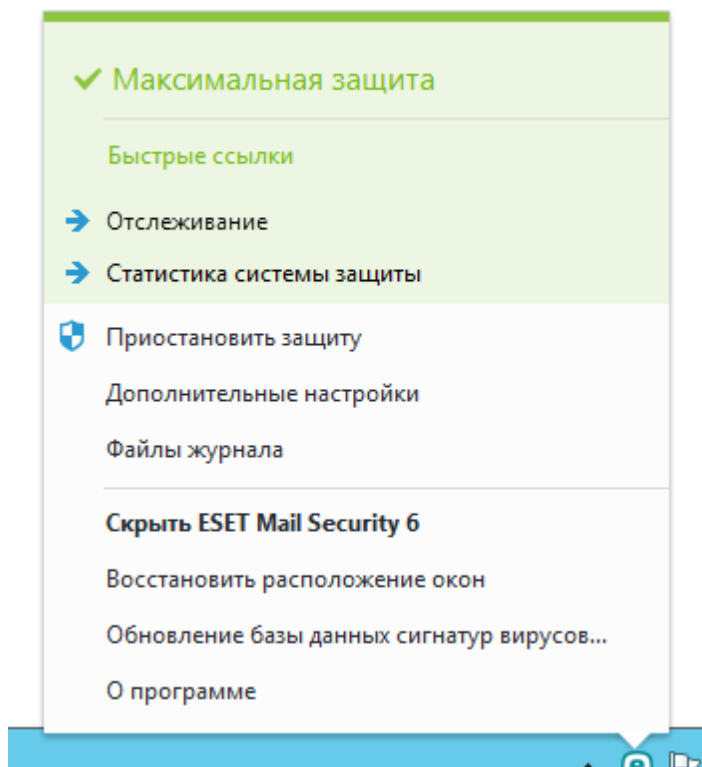 Максимальная защита
Быстрые ссылки
Отслеживание
Статистика системы защиты
Приостановить защиту
Дополнительные настройки
Файлы журнала
Скрыть ESET Mail Security 6
Восстановить расположение окон
Обновление базы данных сигнатур вирусов...
О программе
e